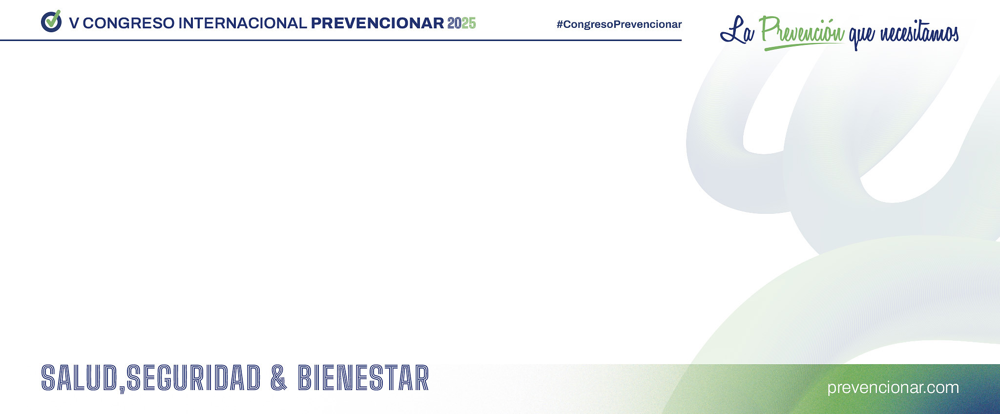 V CONGRESO INTERNACIONAL PREVENCIONAR 2025
#CongresoPrevencionar
La Prevención que necesitamos
SALUD,SEGURIDAD & BIENESTAR
prevencionar.com